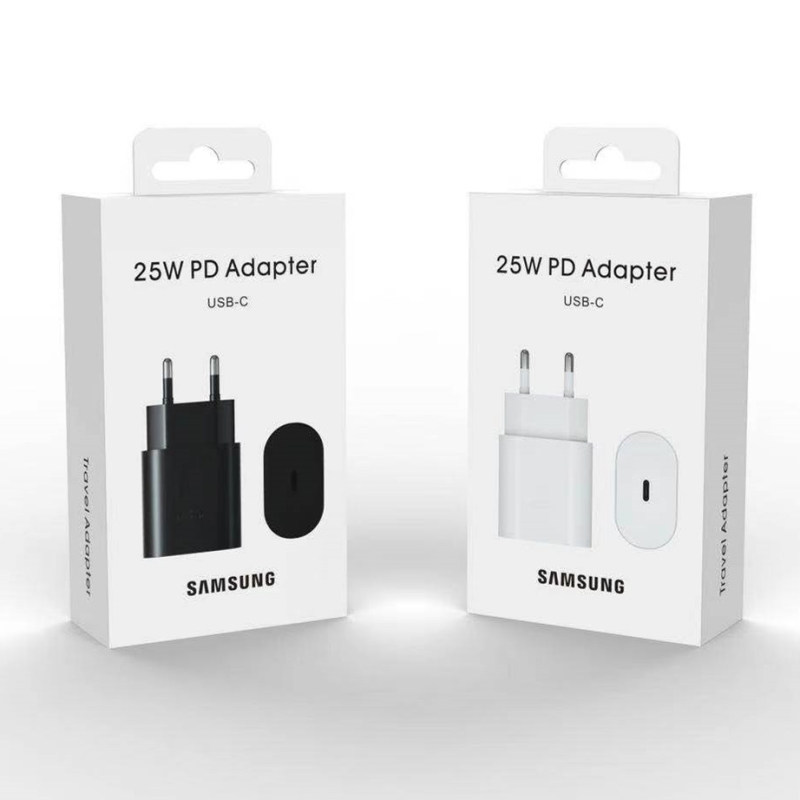 25W PD Adapter
USB-C
SAMSUNG
Travel Adapter
25W PD Adapter
USB-C
SAMSUNG
Travel Adapter